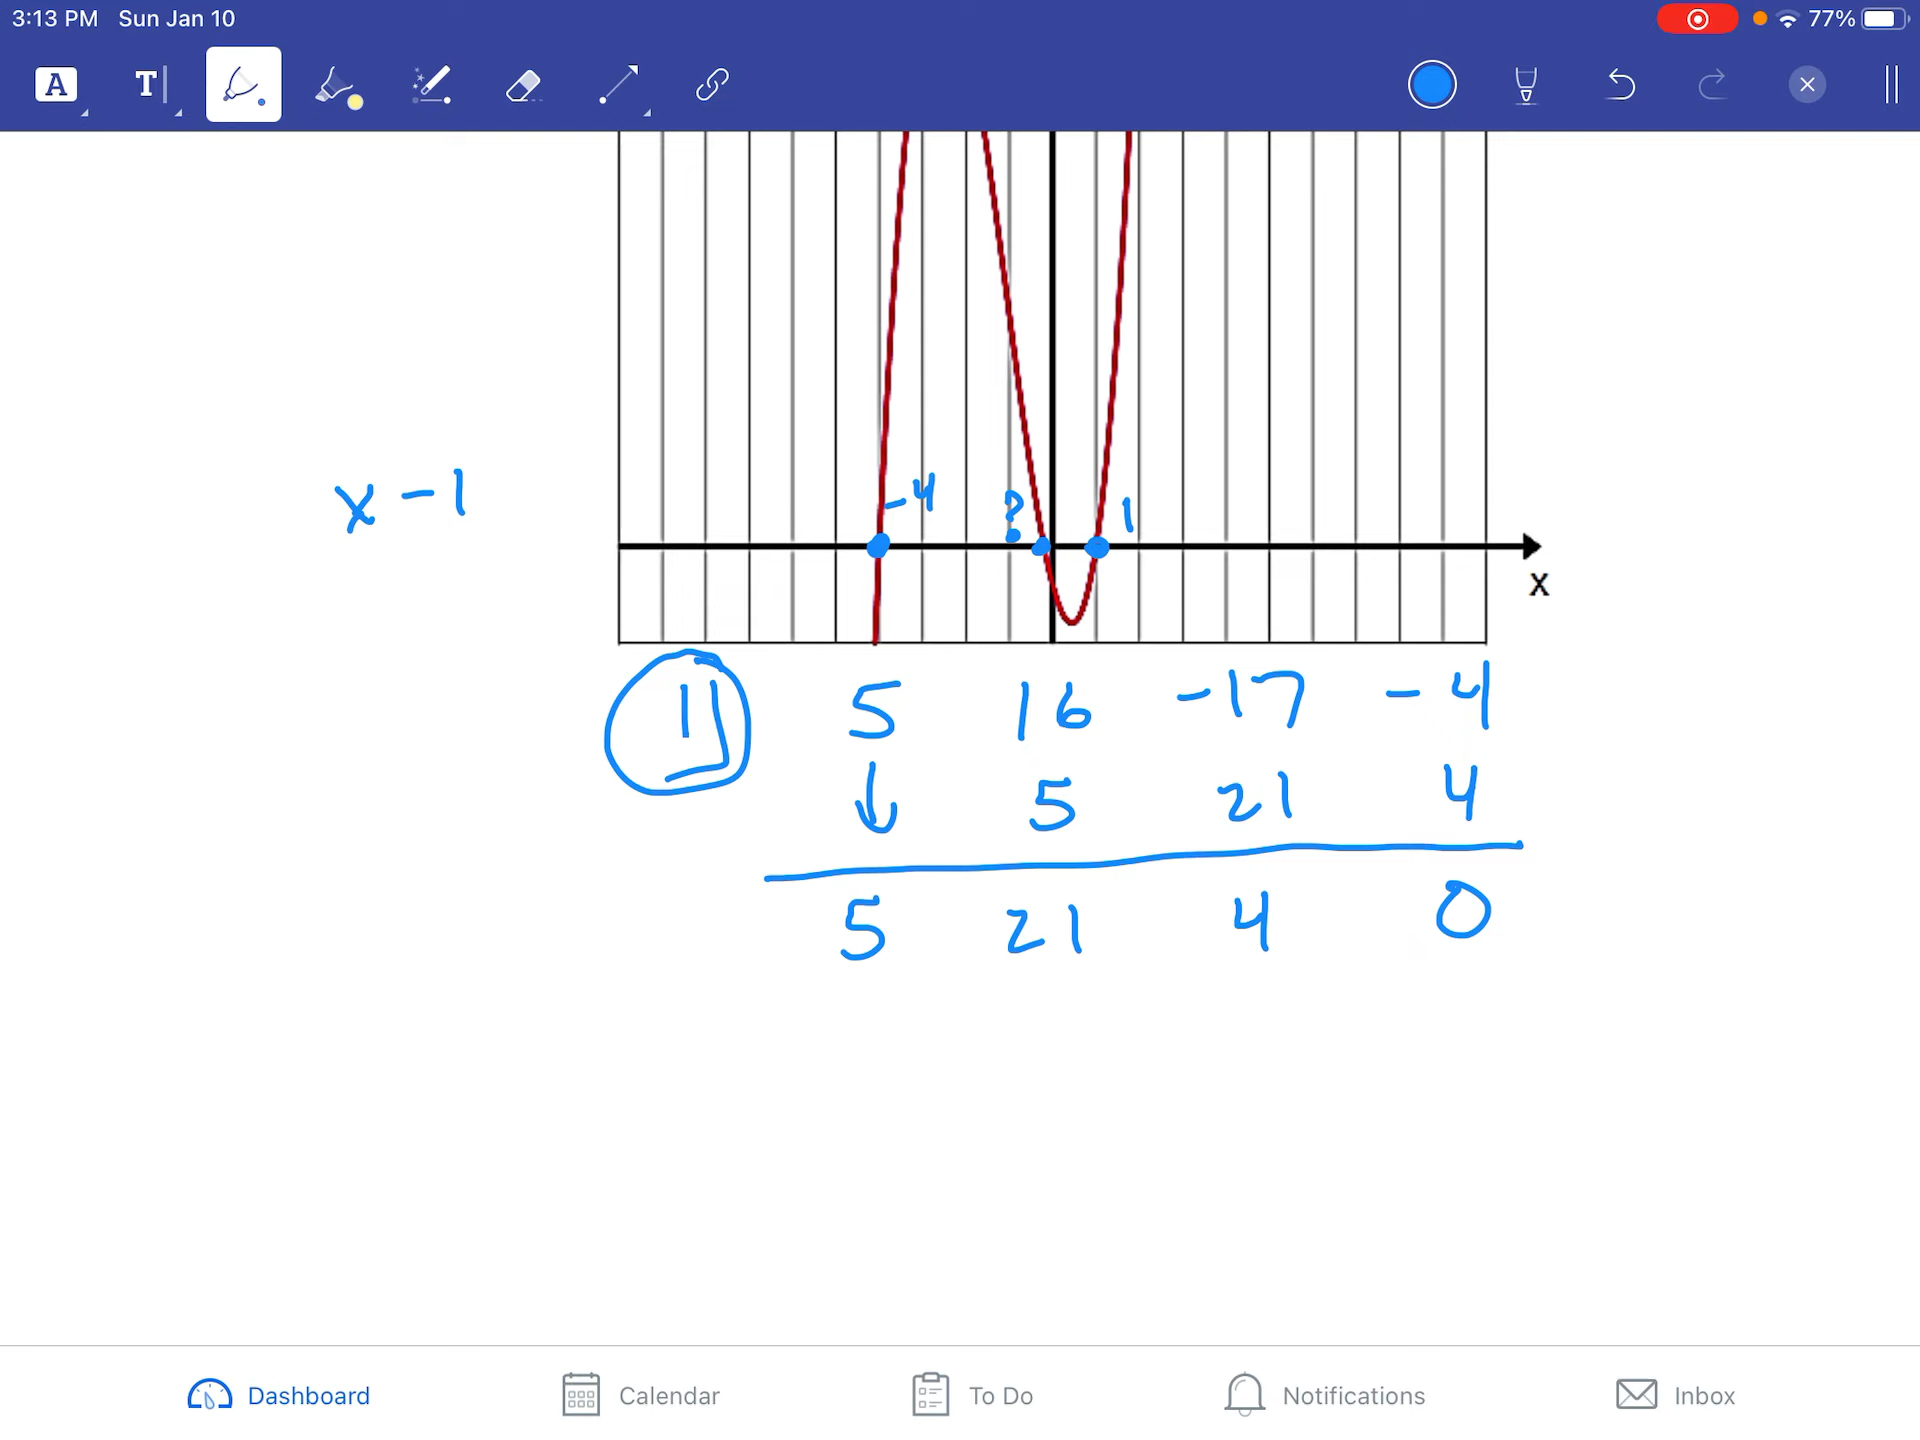 3:13 PM Sun Jan 10 77%
A T
x - 1
-4 ? 1
X
1 5 16 -17 -4
5 21 4
5 21 4 0
Dashboard Calendar To Do Notifications Inbox